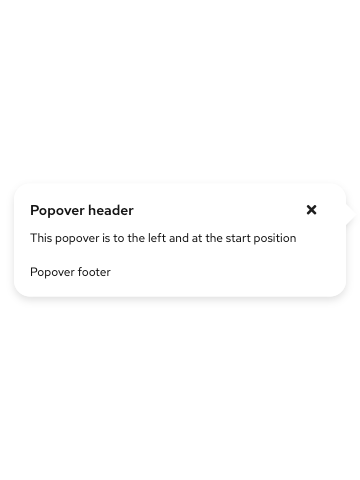 Popover header
This popover is to the left and at the start position
Popover footer